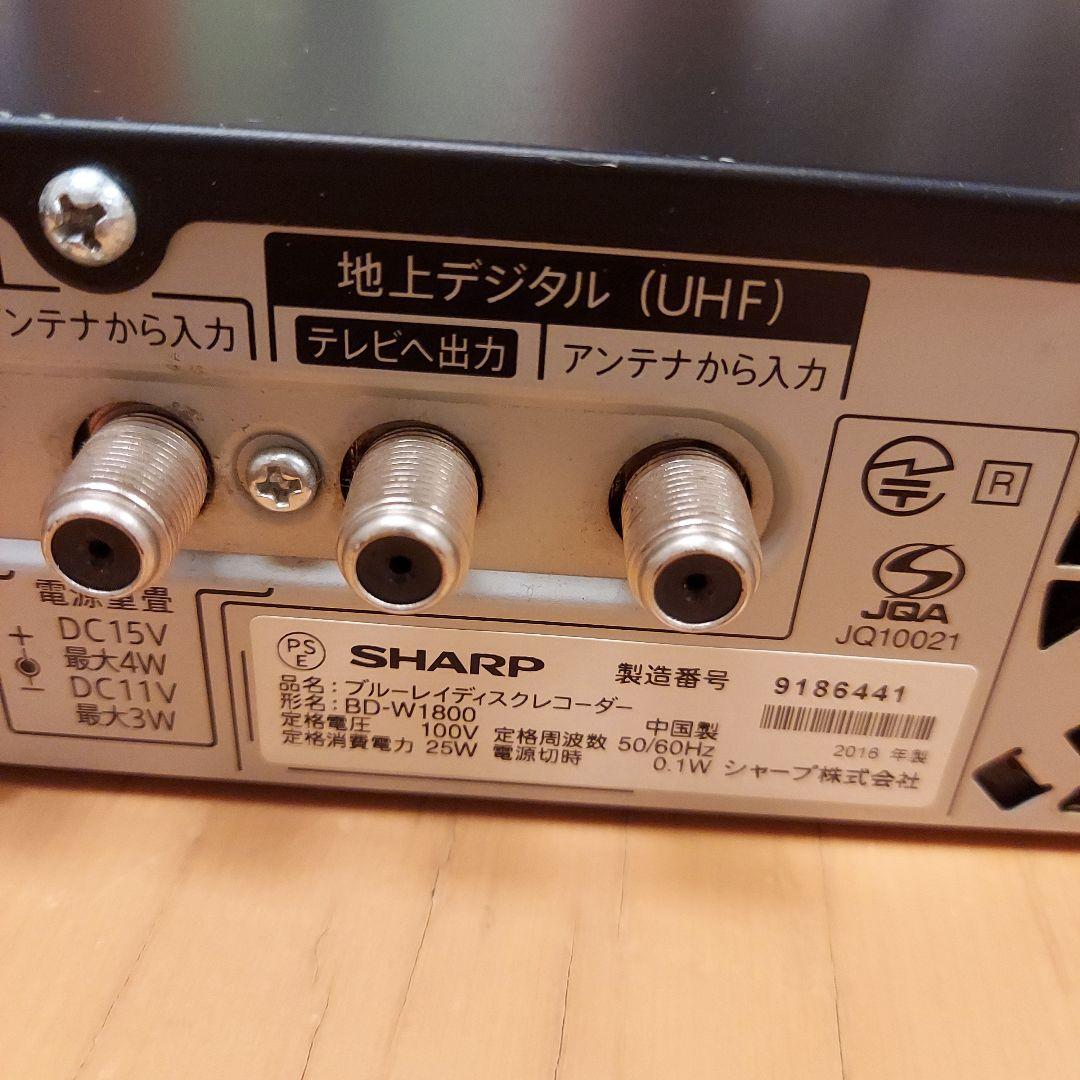 地上デジタル (UHF)
ンテナから入力
テレビへ出力
アンテナから入力
R
JQA
JQ10021
電源重畳
DC15V
最大4W
DC11V
最大3W
+
−
PS
E
SHARP
製造番号 9186441
品名:ブルーレイディスクレコーダー
形名:BD-W1800
中国製
定格電圧 100V 定格周波数 50/60Hz
定格消費電力 25W 電源切時 0.1W シャープ株式会社
2016 年製